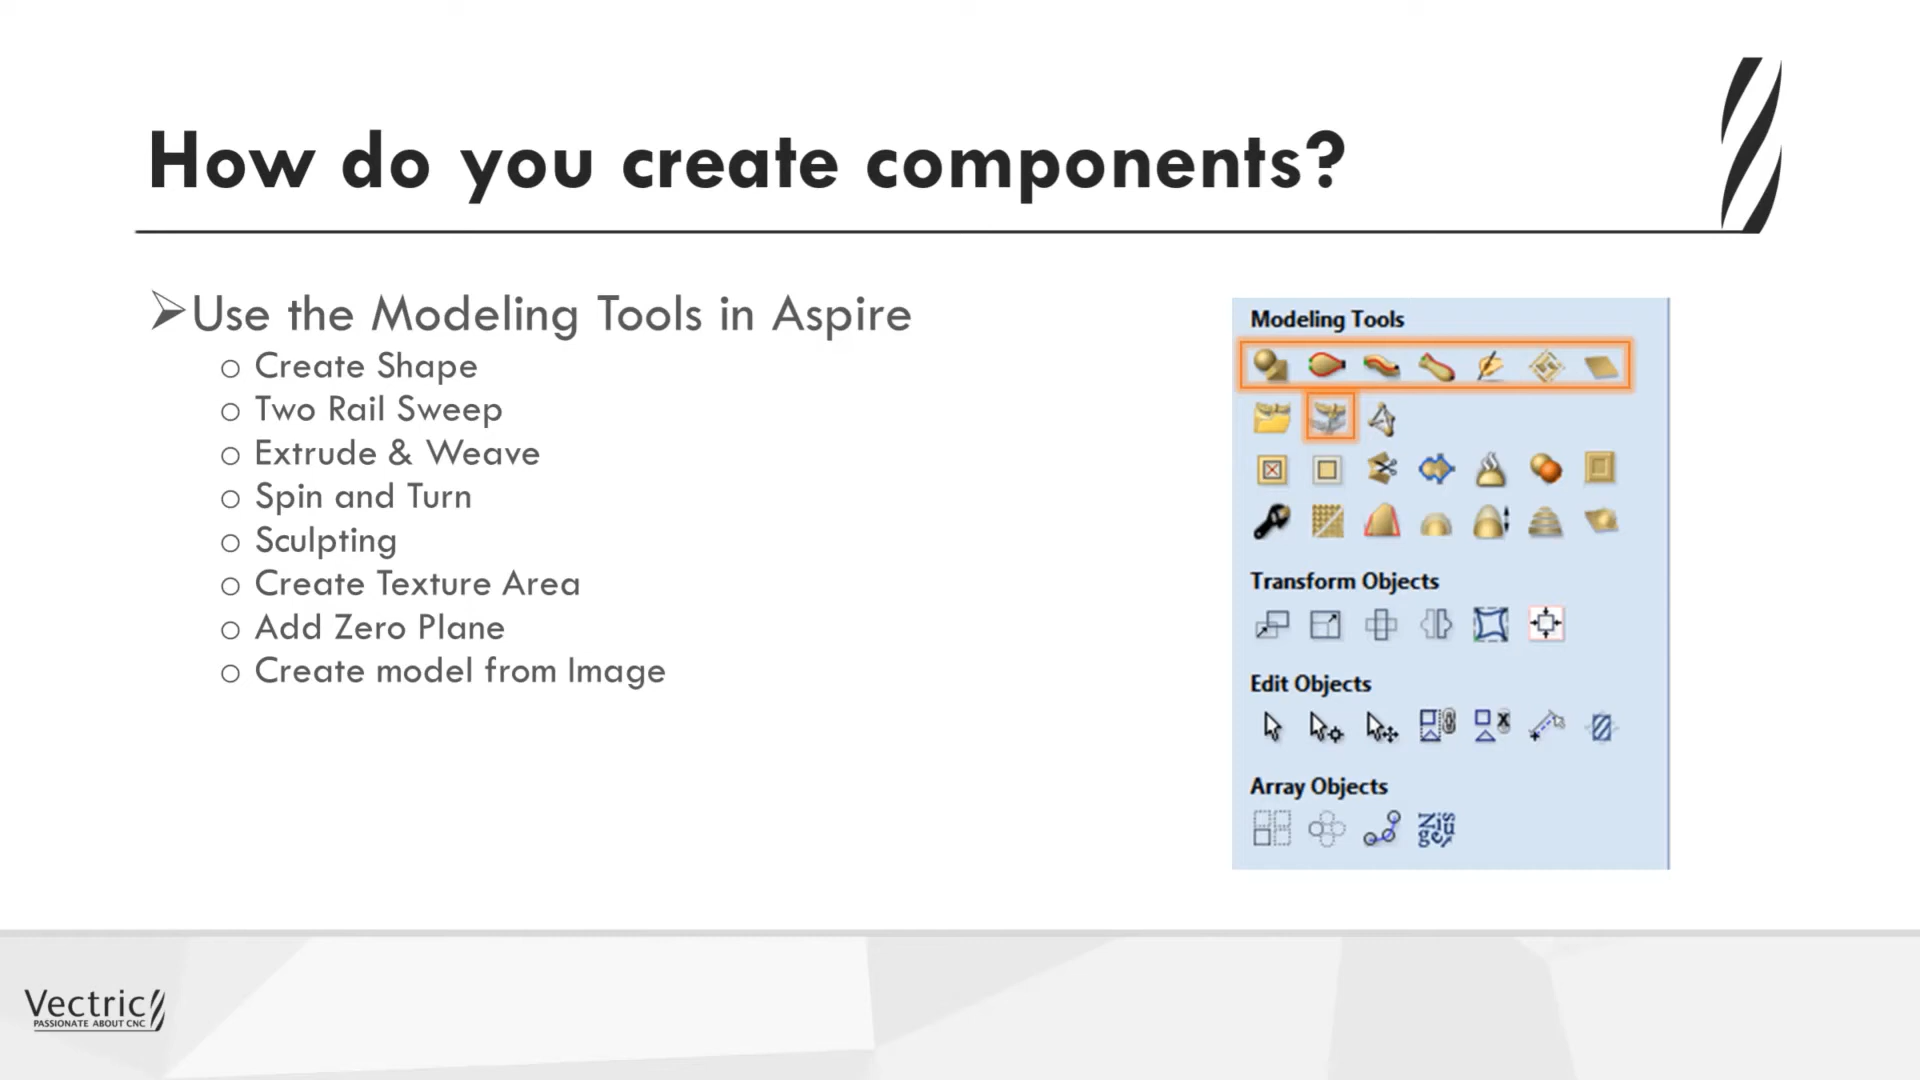 How do you create components?
Use the Modeling Tools in Aspire
Create Shape
Two Rail Sweep
Extrude & Weave
Spin and Turn
Sculpting
Create Texture Area
Add Zero Plane
Create model from Image
Modeling Tools
Transform Objects
Edit Objects
Array Objects
Vectric
PASSIONATE ABOUT CNC